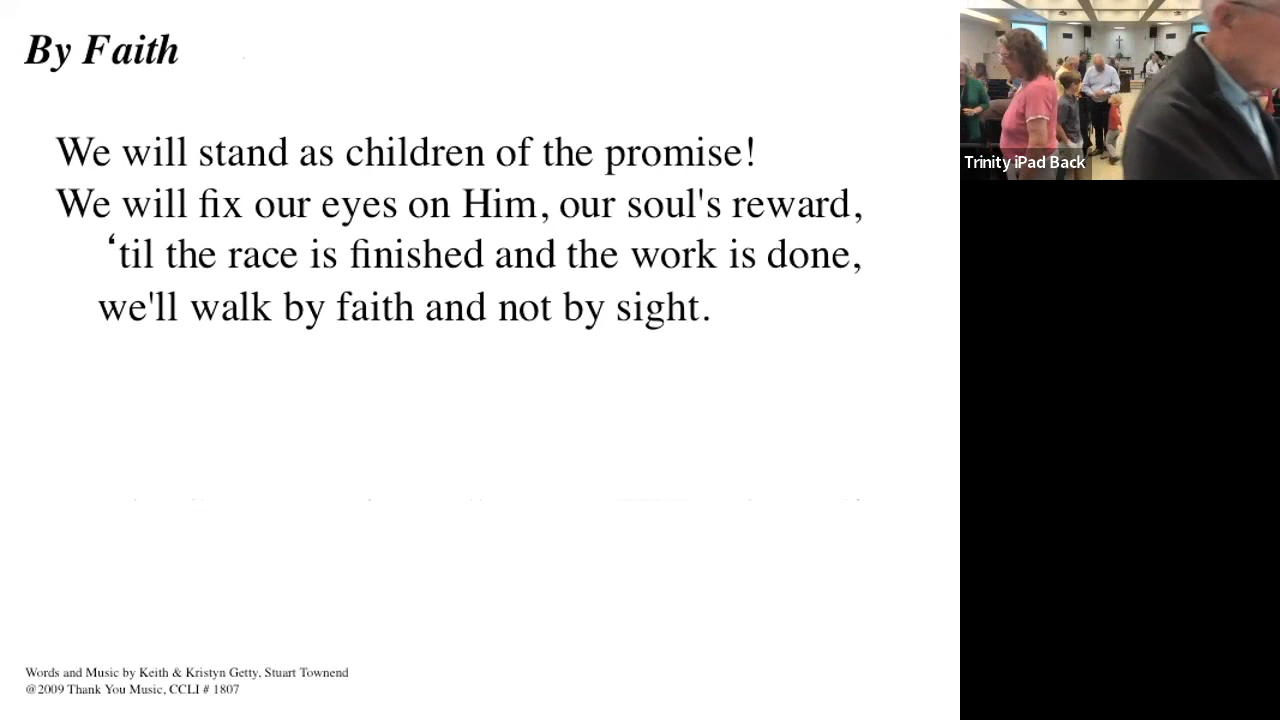 By Faith
We will stand as children of the promise!
We will fix our eyes on Him, our soul's reward,
‘til the race is finished and the work is done,
we'll walk by faith and not by sight.
Words and Music by Keith & Kristyn Getty, Stuart Townend
@2009 Thank You Music, CCLI # 1807
Trinity iPad Back